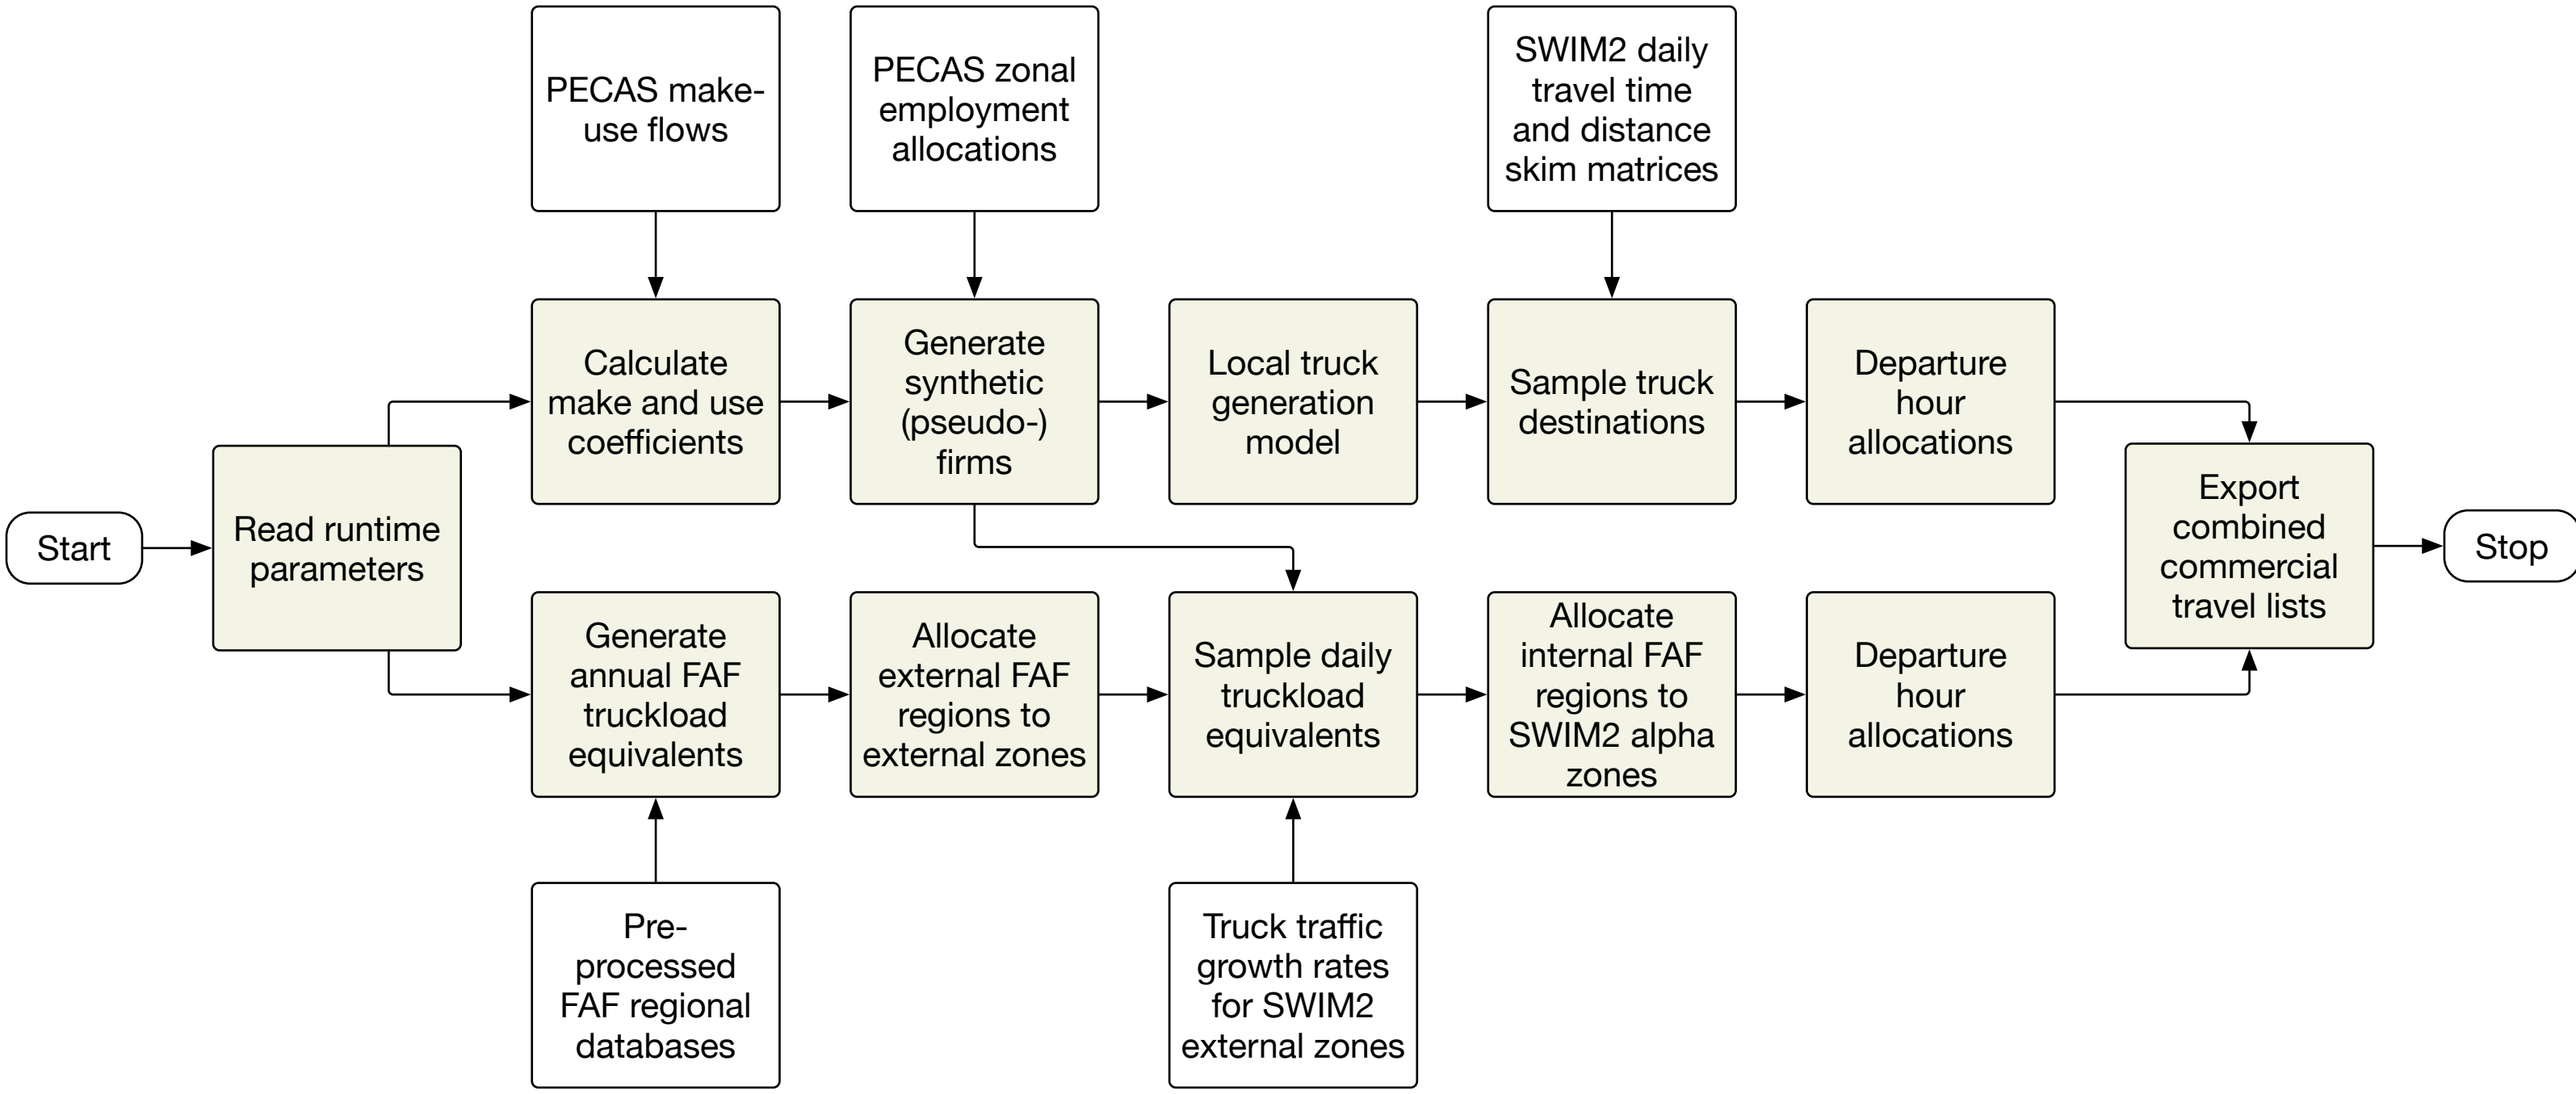 PECAS make-
use flows
PECAS zonal
employment
allocations
SWIM2 daily
travel time
and distance
skim matrices
Start
Read runtime
parameters
Calculate
make and use
coefficients
Generate
synthetic
(pseudo-)
firms
Local truck
generation
model
Sample truck
destinations
Departure
hour
allocations
Generate
annual FAF
truckload
equivalents
Allocate
external FAF
regions to
external zones
Sample daily
truckload
equivalents
Allocate
internal FAF
regions to
SWIM2 alpha
zones
Departure
hour
allocations
Export
combined
commercial
travel lists
Stop
Pre-
processed
FAF regional
databases
Truck traffic
growth rates
for SWIM2
external zones